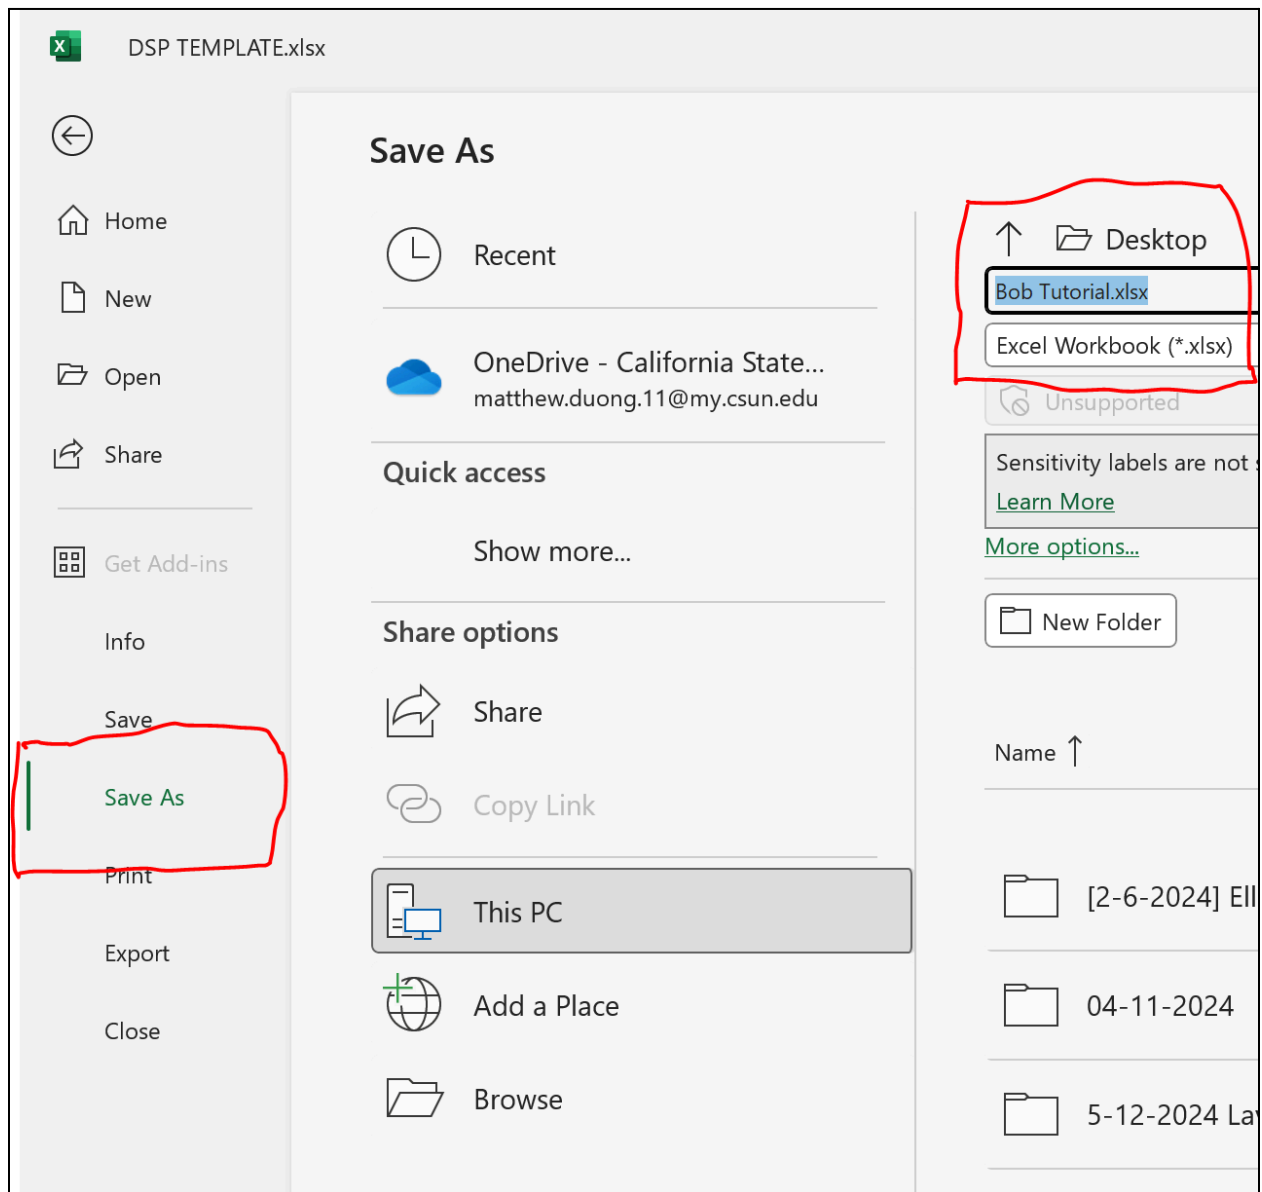 DSP TEMPLATE.xlsx
Home
New
Open
Share
Get Add-ins
Info
Save
Save As
Print
Export
Close
Save As
Recent
OneDrive - California State...
matthew.duong.11@my.csun.edu
Quick access
Show more...
Share options
Share
Copy Link
This PC
Add a Place
Browse
Desktop
Bob Tutorial.xlsx
Excel Workbook (*.xlsx)
Unsupported
Sensitivity labels are not
Learn More
More options...
New Folder
Name
[2-6-2024]
04-11-2024
5-12-2024